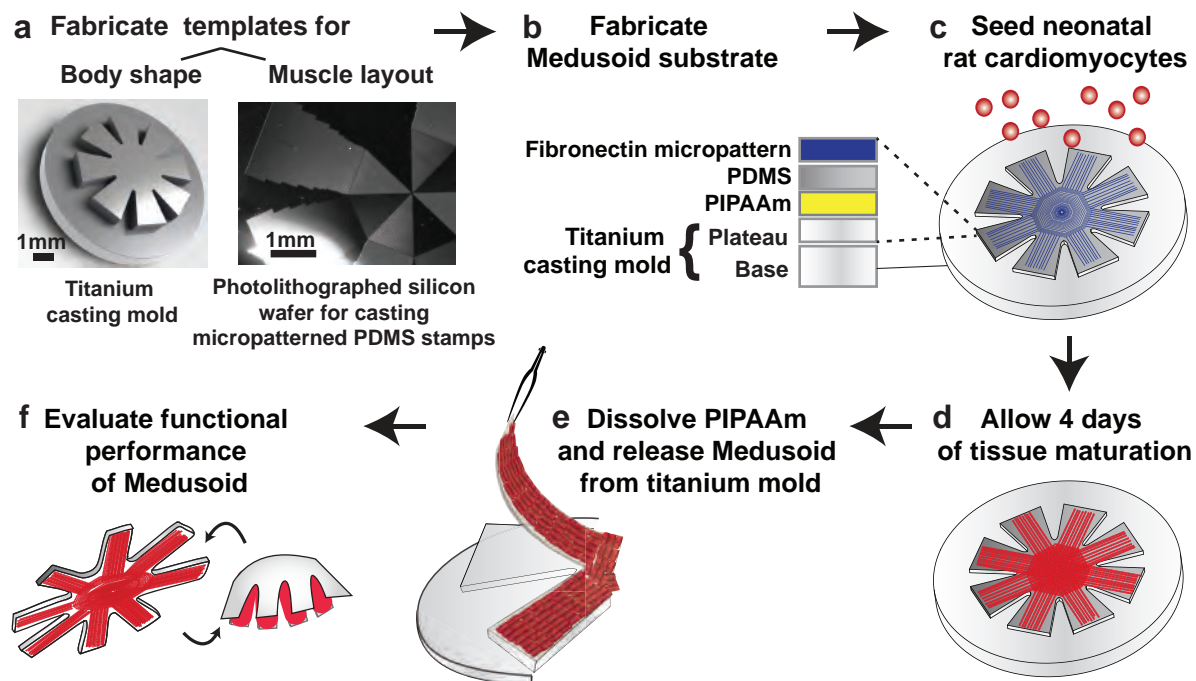 a Fabricate templates for
Body shape
Muscle layout
1mm
1mm
Titanium
casting mold
Photolithographed silicon
wafer for casting
micropatterned PDMS stamps
b Fabricate
Medusoid substrate
Fibronectin micropattern
PDMS
PIPAAm
Titanium
casting mold
{
Plateau
Base
c Seed neonatal
rat cardiomyocytes
d Allow 4 days
of tissue maturation
e Dissolve PIPAAm
and release Medusoid
from titanium mold
f Evaluate functional
performance
of Medusoid